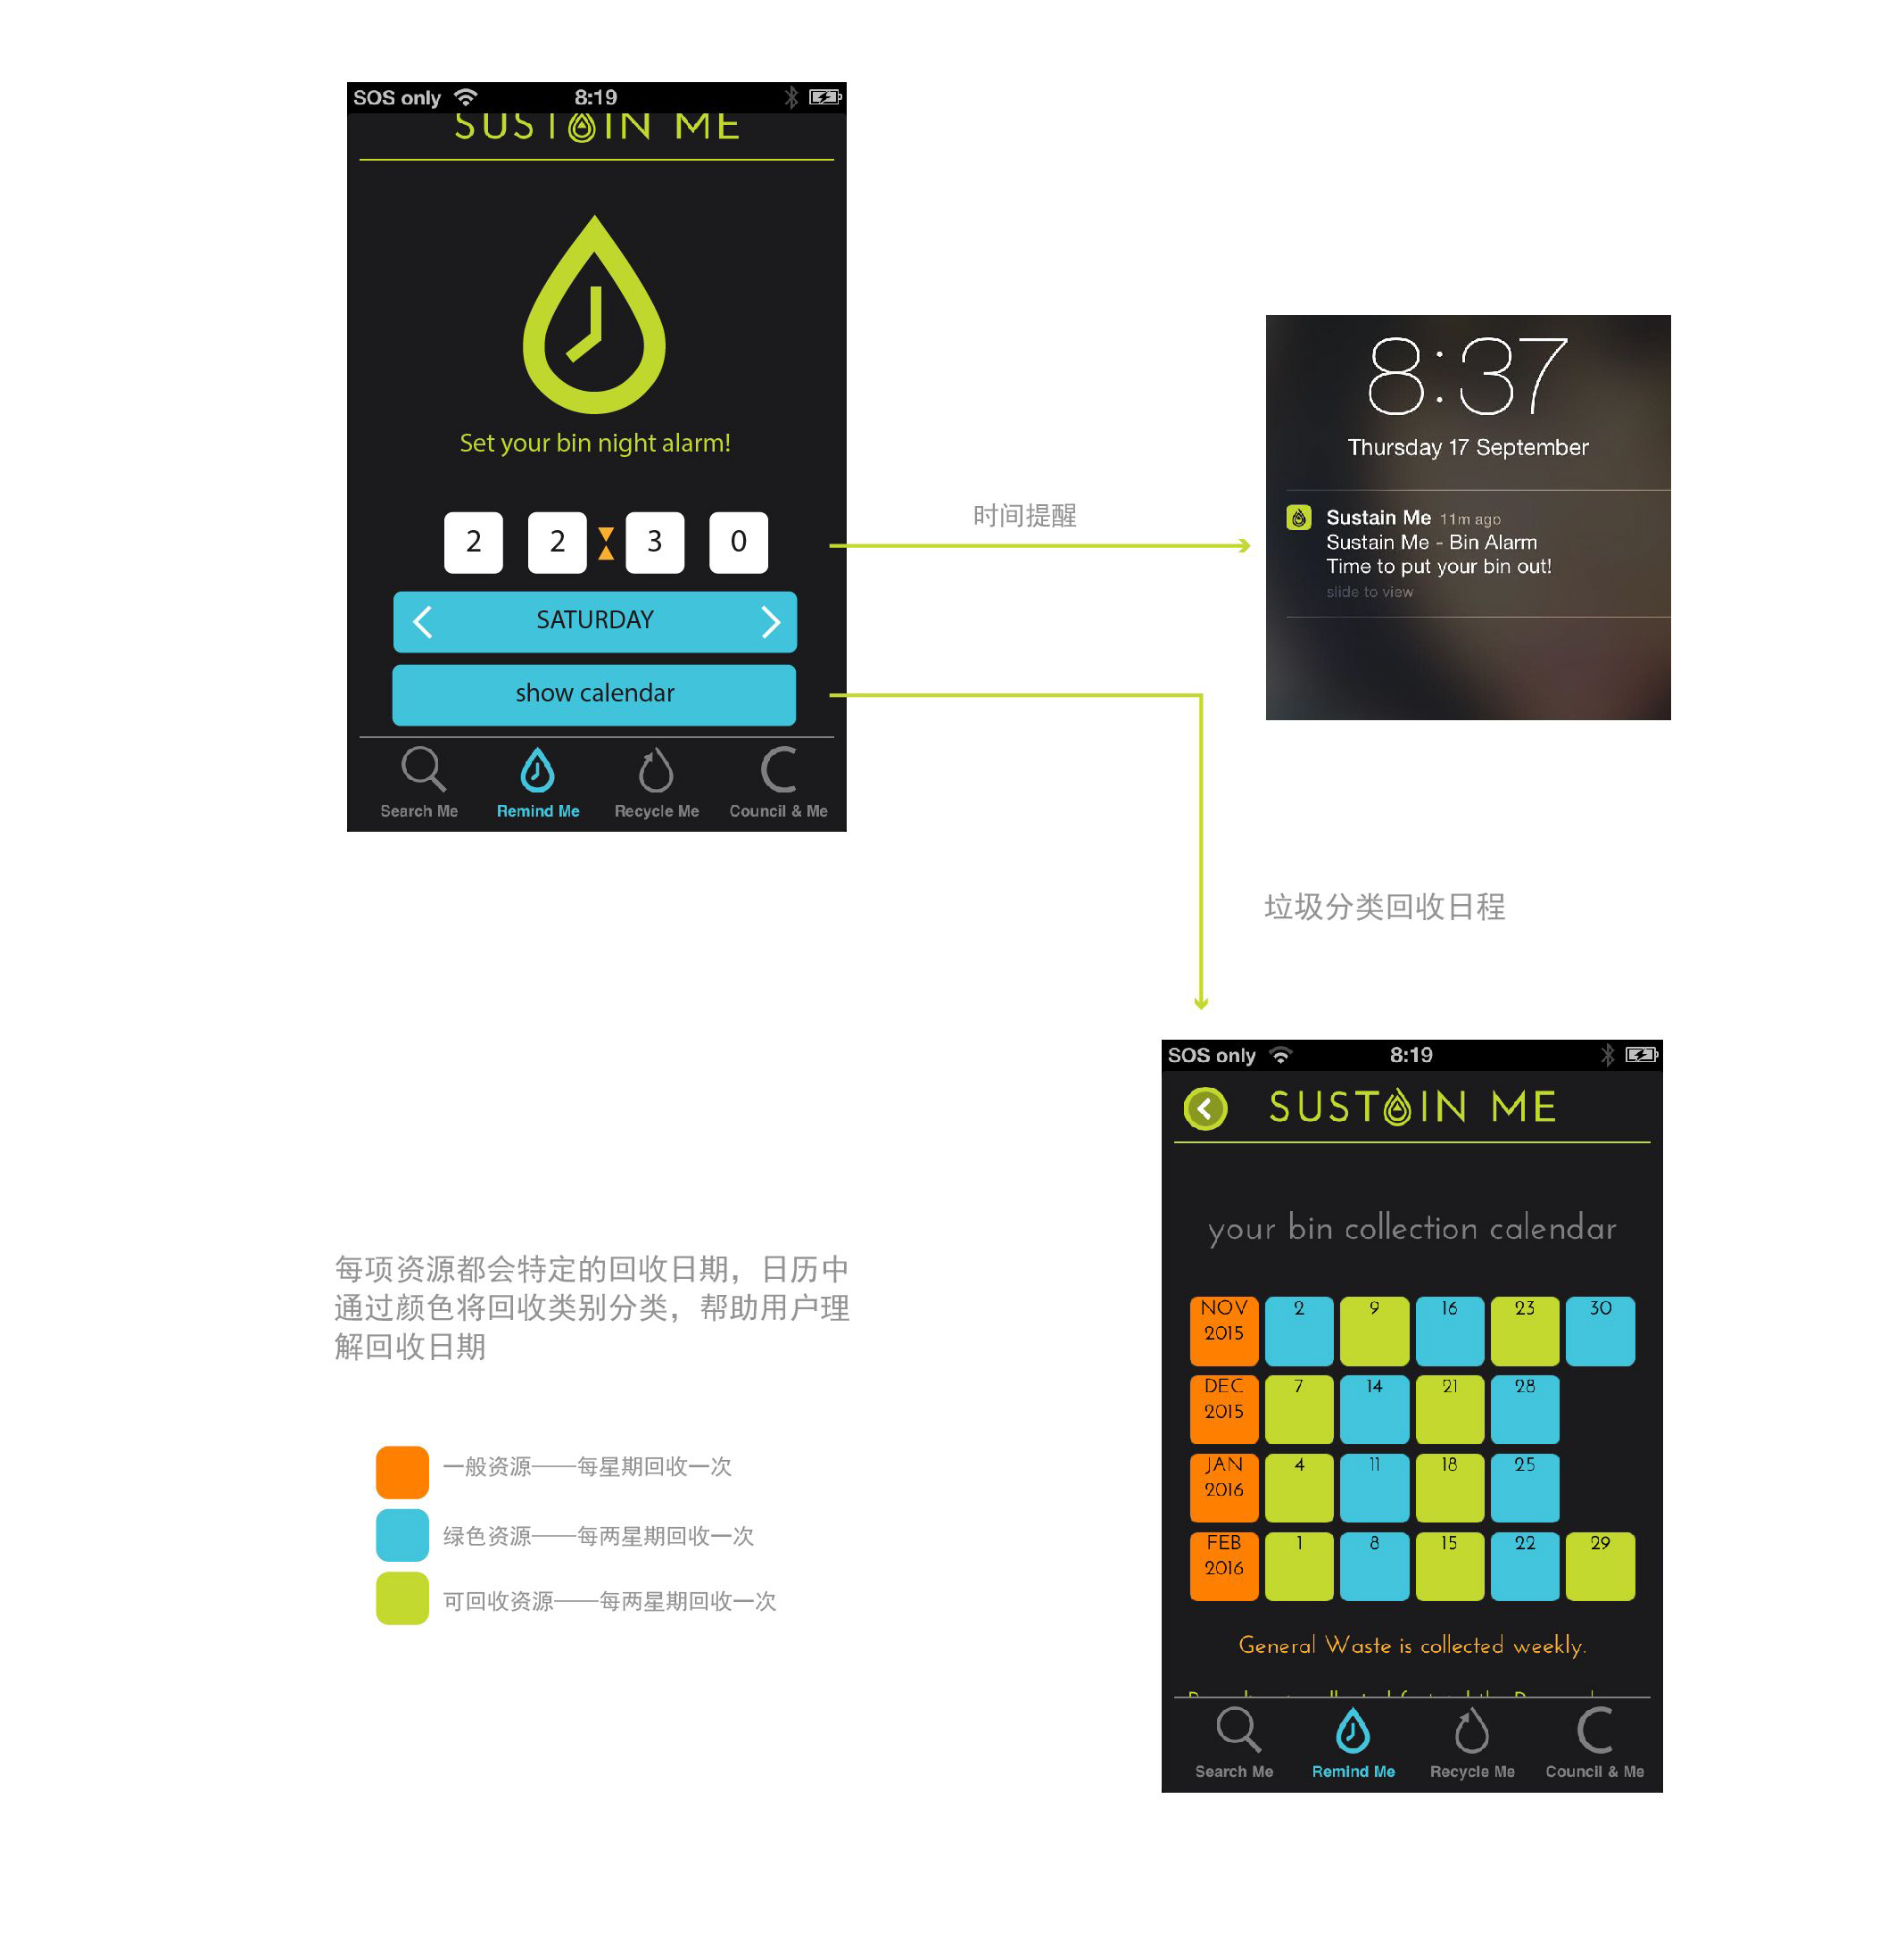 SOS only 8:19
SUSTAIN ME
Set your bin night alarm!
2 2 3 0
SATURDAY
show calendar
Search Me Remind Me Recycle Me Council & Me
时间提醒
8:37
Thursday 17 September
Sustain Me 11m ago
Sustain Me - Bin Alarm
Time to put your bin out!
slide to view
垃圾分类回收日程
SOS only 8:19
SUSTAIN ME
your bin collection calendar
NOV 2015 2 9 16 23 30
DEC 2015 7 14 21 28
JAN 2016 4 11 18 25
FEB 2016 1 8 15 22 29
General Waste is collected weekly.
Search Me Remind Me Recycle Me Council & Me
每项资源都会特定的回收日期，日历中
通过颜色将回收类别分类，帮助用户理
解回收日期
一般资源——每星期回收一次
绿色资源——每两星期回收一次
可回收资源——每两星期回收一次